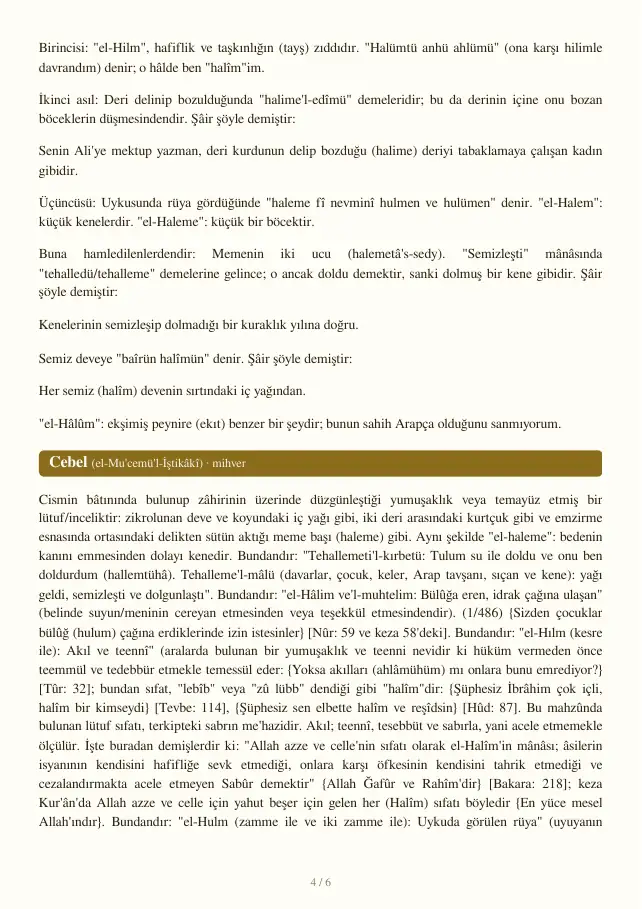 Birincisi: "el-Hilm", hafiflik ve taşkınlığın (tayş) zıddıdır. "Halümtü anhü ahlümü" (ona karşı hilimle
davrandım) denir; o hâlde ben "halîm"im.
İkinci asıl: Deri delinip bozulduğunda "halime'l-edîmü" demeleridir; bu da derinin içine onu bozan
böceklerin düşmesindendir. Şâir şöyle demiştir:
Senin Ali'ye mektup yazman, deri kurdunun delip bozduğu (halime) deriyi tabaklamaya çalışan kadın
gibidir.
Üçüncüsü: Uykusunda rüya gördüğünde "haleme fî nevminî hulmen ve hulümen" denir. "el-Halem":
küçük kenelerdir. "el-Haleme": küçük bir böcektir.
Buna hamledilenlerdendir: Memenin iki ucu (halemetâ's-sedy). "Semizleşti" mânâsında
"tehalledü/tehalleme" demelerine gelince; o ancak doldu demektir, sanki dolmuş bir kene gibidir. Şâir
şöyle demiştir:
Kenelerinin semizleşip dolmadığı bir kuraklık yılına doğru.
Semiz deveye "baîrün halîmün" denir. Şâir şöyle demiştir:
Her semiz (halîm) devenin sırtındaki iç yağından.
"el-Hâlûm": ekşimiş peynire (ekıt) benzer bir şeydir; bunun sahih Arapça olduğunu sanmıyorum.
Cebel (el-Mu'cemü'l-İştikâkî) · mihver
Cismin bâtınında bulunup zâhirinin üzerinde düzgünleştiği yumuşaklık veya temayüz etmiş bir
lütuf/inceliktir: zikrolunan deve ve koyundaki iç yağı gibi, iki deri arasındaki kurtçuk gibi ve emzirme
esnasında ortasındaki delikten sütün aktığı meme başı (haleme) gibi. Aynı şekilde "el-haleme": bedenin
kanını emmesinden dolayı kenedir. Bundandır: "Tehallemeti'l-kırbetü: Tulum su ile doldu ve onu ben
doldurdum (hallemtühâ). Tehalleme'l-mâlü (davarlar, çocuk, keler, Arap tavşanı, sıçan ve kene): yağı
geldi, semizleşti ve dolgunlaştı". Bundandır: "el-Hâlim ve'l-muhtelim: Bülûğa eren, idrak çağına ulaşan"
(belinde suyun/meninin cereyan etmesinden veya teşekkül etmesindendir). (1/486) {Sizden çocuklar
bülûğ (hulum) çağına erdiklerinde izin istesinler} [Nûr: 59 ve keza 58'deki]. Bundandır: "el-Hılm (kesre
ile): Akıl ve teennî" (aralarda bulunan bir yumuşaklık ve teenni nevidir ki hüküm vermeden önce
teemmül ve tedebbür etmekle temessül eder: {Yoksa akılları (ahlâmühüm) mı onlara bunu emrediyor?}
[Tûr: 32]; bundan sıfat, "lebîb" veya "zû lübb" dendiği gibi "halîm"dir: {Şüphesiz İbrâhim çok içli,
halîm bir kimseydi} [Tevbe: 114], {Şüphesiz sen elbette halîm ve reşîdsin} [Hûd: 87]. Bu mahzûnda
bulunan lütuf sıfatı, terkipteki sabrın me'hazidir. Akıl; teennî, tesebbüt ve sabırla, yani acele etmemekle
ölçülür. İşte buradan demişlerdir ki: "Allah azze ve celle'nin sıfatı olarak el-Halîm'in mânâsı; âsilerin
isyanının kendisini hafifliğe sevk etmediği, onlara karşı öfkesinin kendisini tahrik etmediği ve
cezalandırmakta acele etmeyen Sabûr demektir" {Allah Ğafûr ve Rahîm'dir} [Bakara: 218]; keza
Kur'ân'da Allah azze ve celle için yahut beşer için gelen her (Halîm) sıfatı böyledir {En yüce mesel
Allah'ındır}. Bundandır: "el-Hulm (zamme ile ve iki zamme ile): Uykuda görülen rüya" (uyuyanın
4 / 6